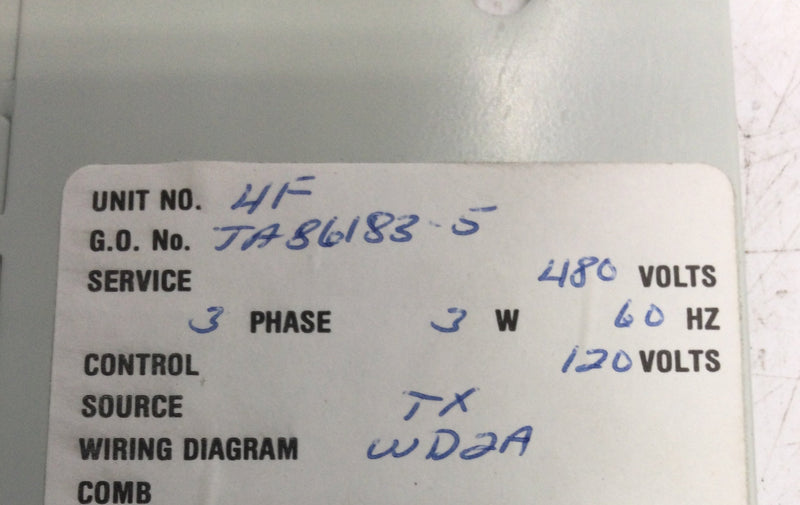 UNIT NO. 4F
G.O. No. JA86183-5
SERVICE 480 VOLTS
3 PHASE 3 W 60 HZ
CONTROL 120 VOLTS
SOURCE TX
WIRING DIAGRAM WD2A
COMB